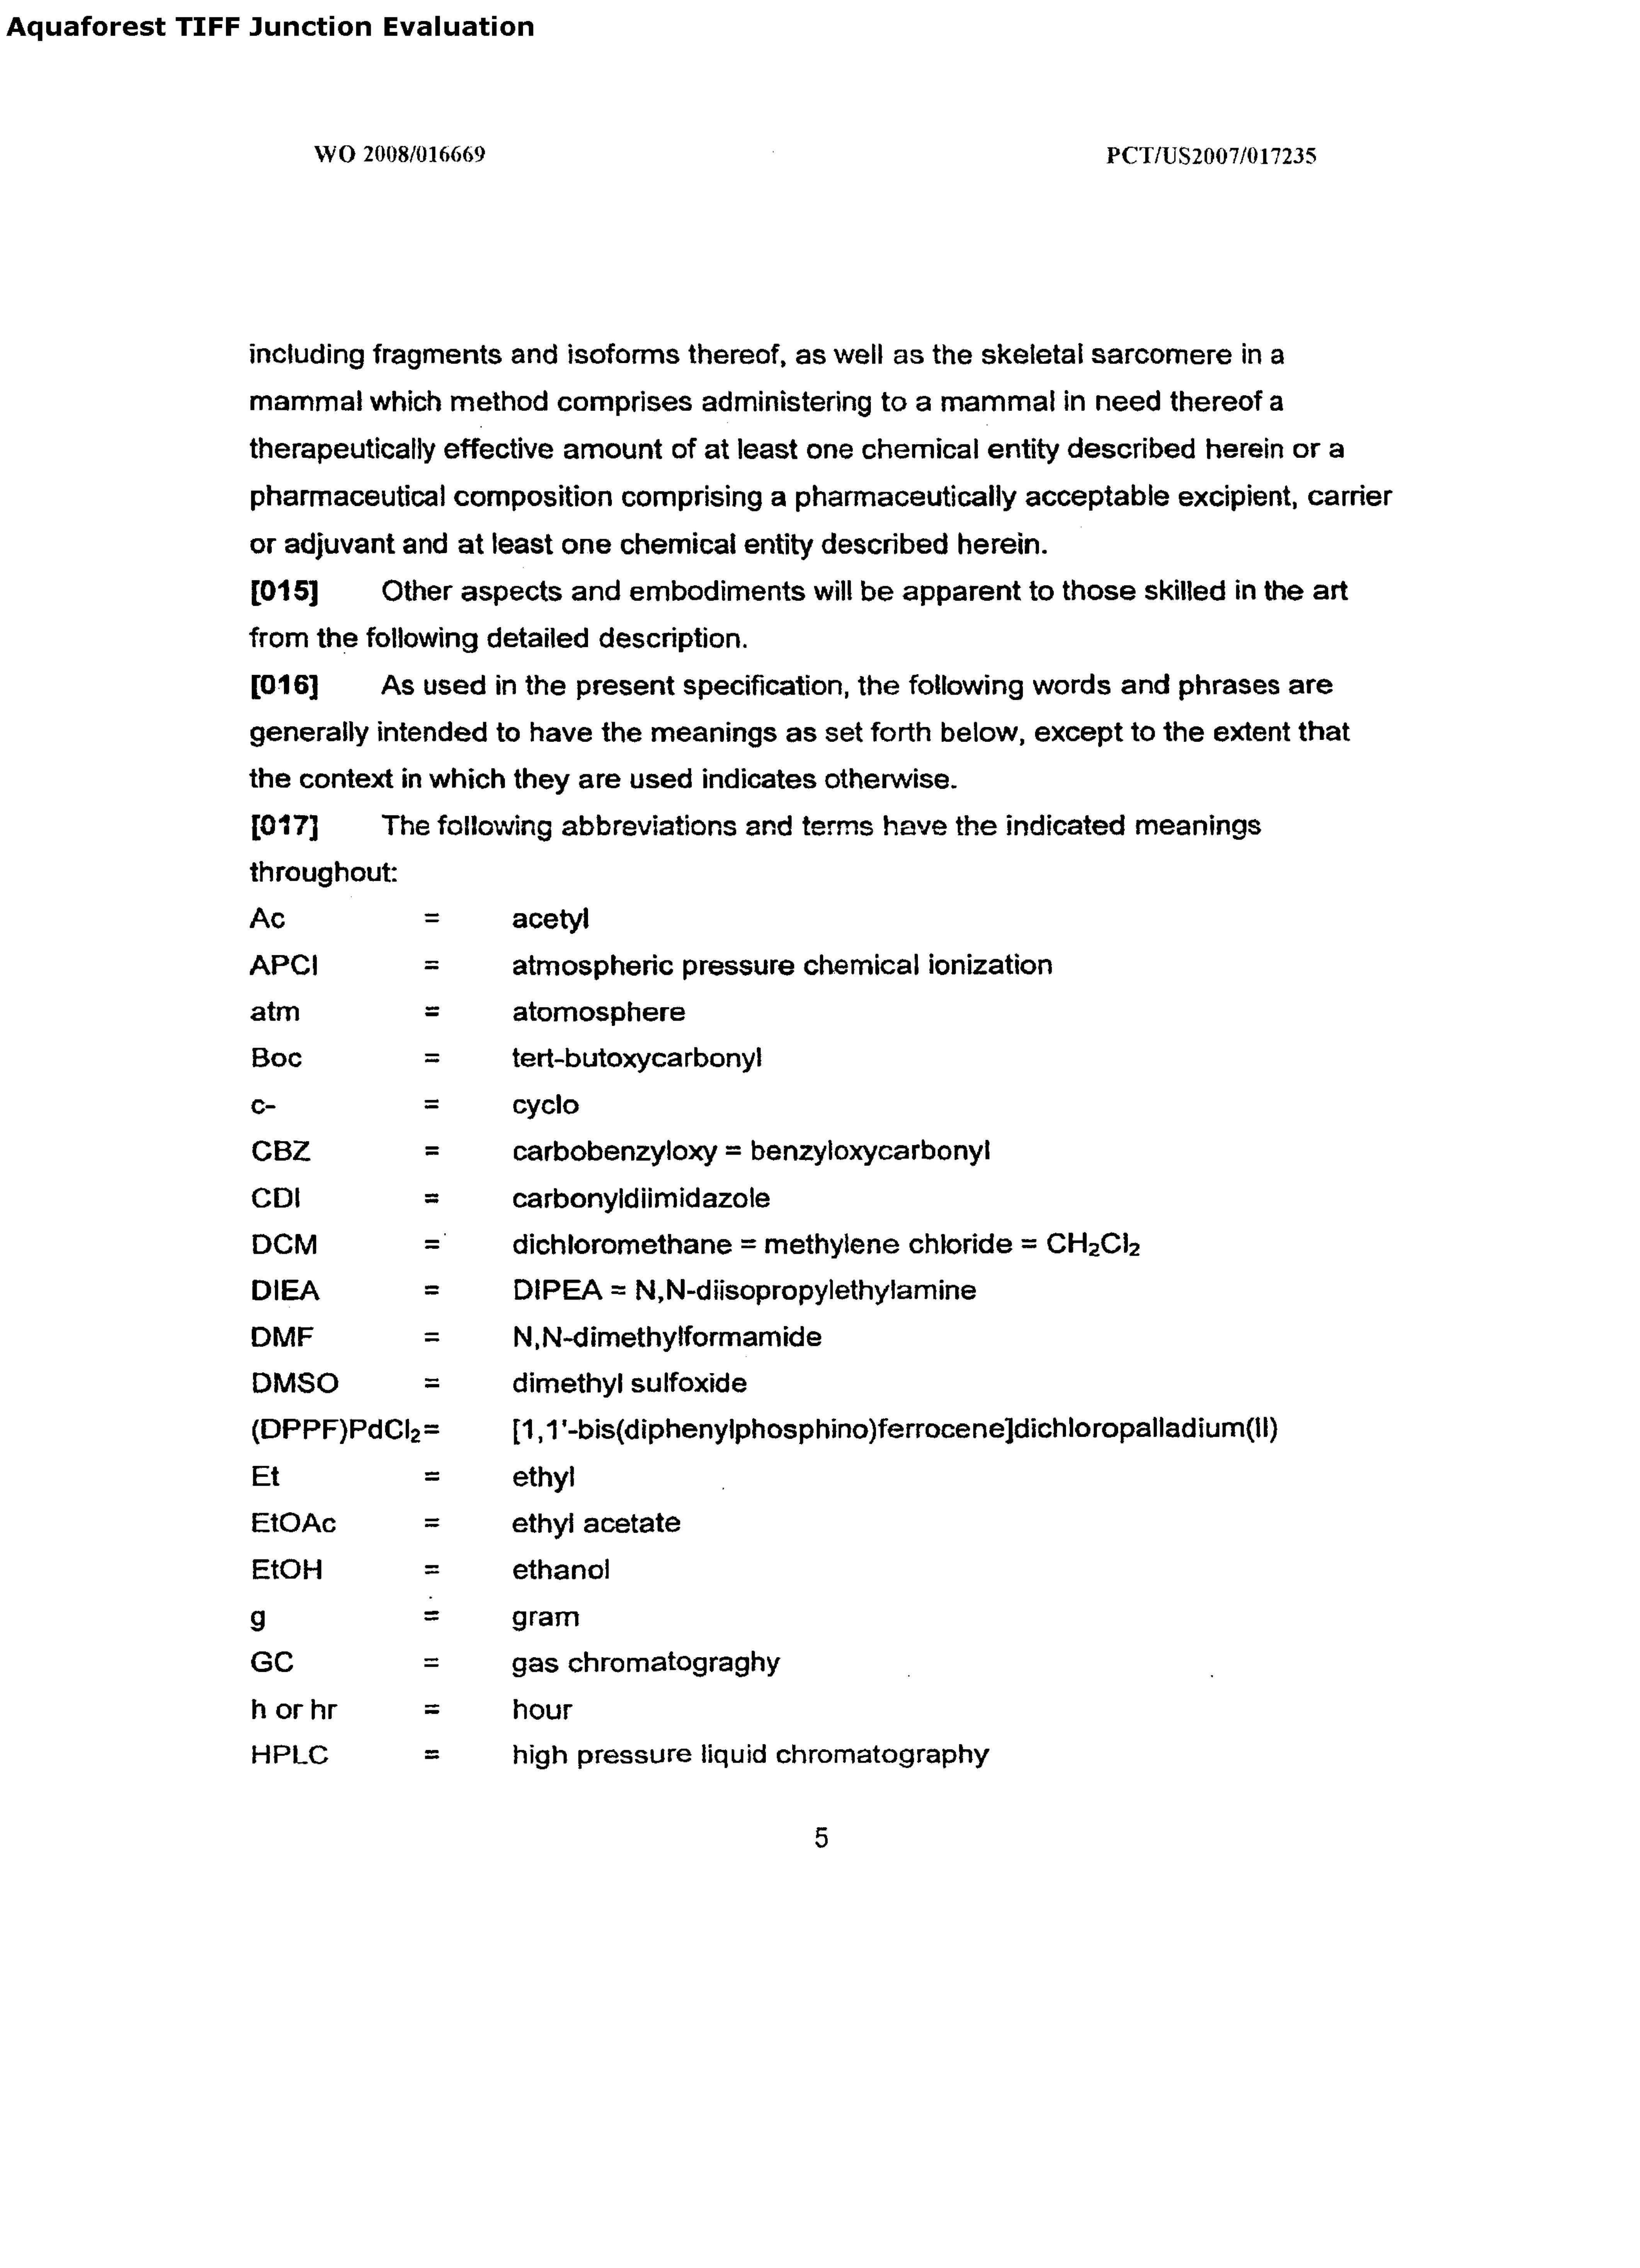 Aquaforest TIFF Junction Evaluation
WO 2008/016669 PCT/US2007/017235
including fragments and isoforms thereof, as well as the skeletal sarcomere in a
mammal which method comprises administering to a mammal in need thereof a
therapeutically effective amount of at least one chemical entity described herein or a
pharmaceutical composition comprising a pharmaceutically acceptable excipient, carrier
or adjuvant and at least one chemical entity described herein.
[015] Other aspects and embodiments will be apparent to those skilled in the art
from the following detailed description.
[016] As used in the present specification, the following words and phrases are
generally intended to have the meanings as set forth below, except to the extent that
the context in which they are used indicates otherwise.
[017] The following abbreviations and terms have the indicated meanings
throughout:
Ac = acetyl
APCI = atmospheric pressure chemical ionization
atm = atomosphere
Boc = tert-butoxycarbonyl
c- = cyclo
CBZ = carbobenzyloxy = benzyloxycarbonyl
CDI = carbonyldiimidazole
DCM = dichloromethane = methylene chloride = CH₂Cl₂
DIEA = DIPEA = N,N-diisopropylethylamine
DMF = N,N-dimethylformamide
DMSO = dimethyl sulfoxide
(DPPF)PdCl₂= [1,1'-bis(diphenylphosphino)ferrocene]dichloropalladium(II)
Et = ethyl
EtOAc = ethyl acetate
EtOH = ethanol
g = gram
GC = gas chromatograghy
h or hr = hour
HPLC = high pressure liquid chromatography
5